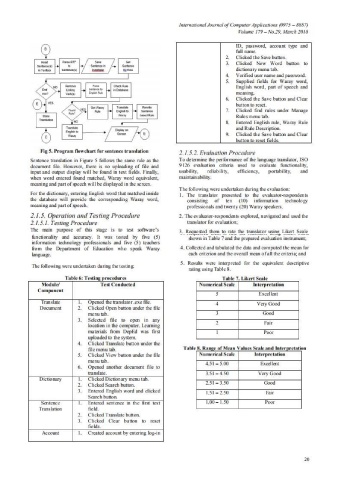 International Journal of Computer Applications (0975 – 8887)
Volume 179 – No.29, March 2018
Fig 5. Program flowchart for sentence translation
Sentence translation in Figure 5 follows the same rule as the
document file. However, there is no uploading of file and
input and output display will be found in text fields. Finally,
when word entered found matched, Waray word equivalent,
meaning and part of speech will be displayed in the screen.
For the dictionary, entering English word that matched inside
the database will provide the corresponding Waray word,
meaning and part of speech.
2.1.5. Operation and Testing Procedure
2.1.5.1. Testing Procedure
The main purpose of this stage is to test software's
functionality and accuracy. It was tested by five (5)
information technology professionals and five (5) teachers
from the Department of Education who speak Waray
language.
The following were undertaken during the testing:
Table 6: Testing procedures
Module/
Component
Test Conducted
Translate
Document
1. Opened the translator .exe file.
2. Clicked Open button under the file
menu tab.
3. Selected file to open in any
location in the computer. Learning
materials from DepEd was first
uploaded to the system.
4. Clicked Translate button under the
file menu tab.
5. Clicked View button under the file
menu tab.
6. Opened another document file to
translate.
Dictionary
1. Clicked Dictionary menu tab.
2. Clicked Search button.
3. Entered English word and clicked
Search button
Sentence
Translation
1. Entered sentence in the first text
field.
2. Clicked Translate button.
3. Clicked Clear button to reset
fields.
Account
1. Created account by entering log-in
ID, password, account type and
full name.
2. Clicked the Save button.
3. Clicked New Word button to
dictionary menu tab.
4. Verified user name and password.
5. Supplied fields for Waray word,
English word, part of speech and
meaning.
6. Clicked the Save button and Clear
button to reset.
7. Clicked find rules under Manage
Rules menu tab.
8. Entered English rule, Waray Rule
and Rule Description.
9. Clicked the Save button and Clear
button to reset fields.
2.1.5.2. Evaluation Procedure
To determine the performance of the language translator, ISO
9126 evaluation criteria used to evaluate functionality,
usability, reliability, efficiency, portability, and
maintainability.
The following were undertaken during the evaluation:
1. The translator presented to the evaluator-respondents
consisting of ten (10) information technology
professionals and twenty (20) Waray speakers;
2. The evaluator-respondents explored, navigated and used the
translator for evaluation;
3. Requested them to rate the translator using Likert Scale
shown in Table 7 and the prepared evaluation instrument;
4. Collected and tabulated the data and computed the mean for
each criterion and the overall mean of all the criteria; and
5. Results were interpreted for the equivalent descriptive
rating using Table 8.
Table 7. Likert Scale
Numerical Scale Interpretation
5 Excellent
4 Very Good
3 Good
2 Fair
1 Poor
Table 8. Range of Mean Values Scale and Interpretation
Numerical Scale Interpretation
4.51 – 5.00 Excellent
3.51 – 4.50 Very Good
2.51 – 3.50 Good
1.51 – 2.50 Fair
1.00 – 1.50 Poor
20